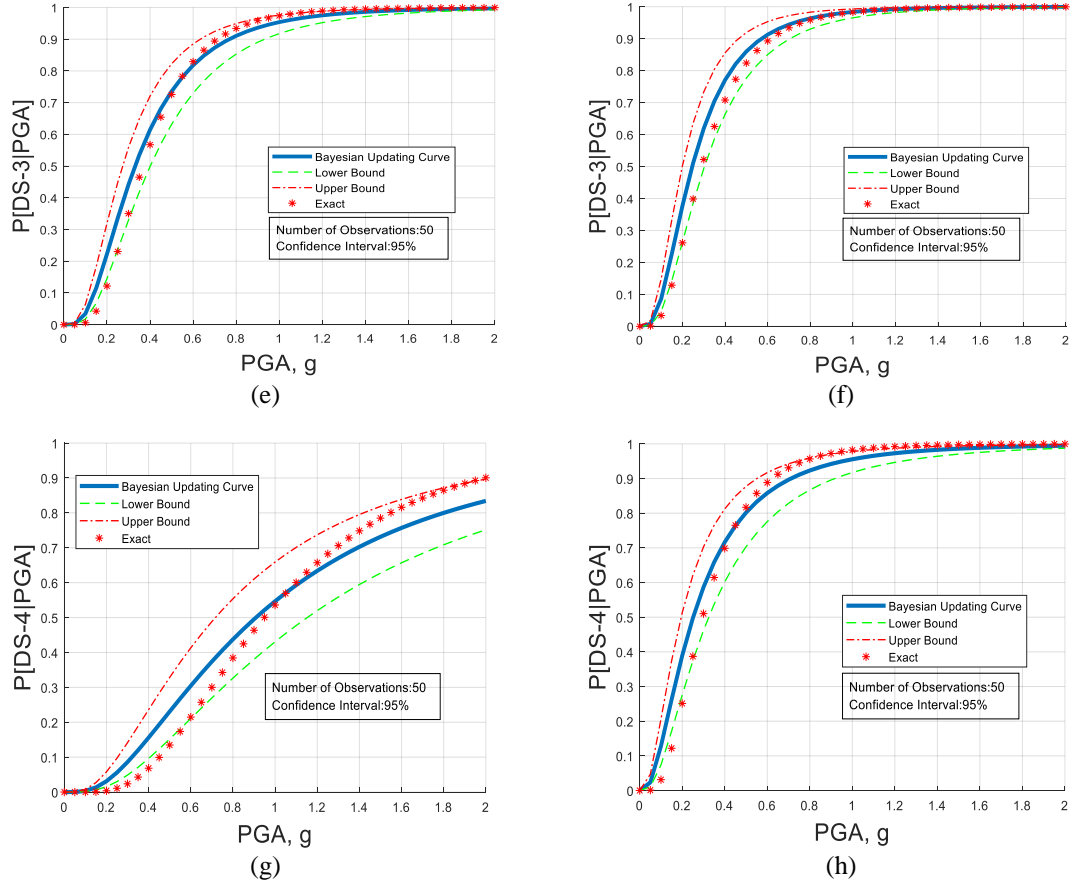 P[DS-3|PGA]
1
0.9
0.8
0.7
0.6
0.5
0.4
0.3
0.2
0.1
0
Bayesian Updating Curve
Lower Bound
Upper Bound
Exact
Number of Observations:50
Confidence Interval:95%
0 0.2 0.4 0.6 0.8 1 1.2 1.4 1.6 1.8 2
PGA, g
(e)
P[DS-3|PGA]
1
0.9
0.8
0.7
0.6
0.5
0.4
0.3
0.2
0.1
0
Bayesian Updating Curve
Lower Bound
Upper Bound
Exact
Number of Observations:50
Confidence Interval:95%
0 0.2 0.4 0.6 0.8 1 1.2 1.4 1.6 1.8 2
PGA, g
(f)
P[DS-4|PGA]
1
0.9
0.8
0.7
0.6
0.5
0.4
0.3
0.2
0.1
0
Bayesian Updating Curve
Lower Bound
Upper Bound
Exact
Number of Observations:50
Confidence Interval:95%
0 0.2 0.4 0.6 0.8 1 1.2 1.4 1.6 1.8 2
PGA, g
(g)
P[DS-4|PGA]
1
0.9
0.8
0.7
0.6
0.5
0.4
0.3
0.2
0.1
0
Bayesian Updating Curve
Lower Bound
Upper Bound
Exact
Number of Observations:50
Confidence Interval:95%
0 0.2 0.4 0.6 0.8 1 1.2 1.4 1.6 1.8 2
PGA, g
(h)